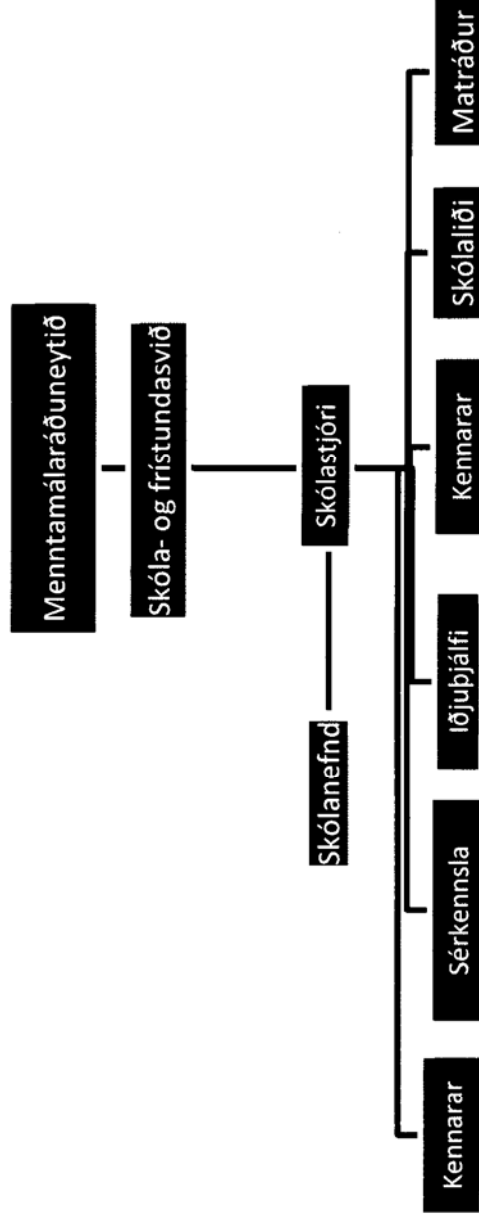 Menntamálaráðuneytið
Skóla- og frístundasvið
Skólanefnd
Skólastjóri
Kennarar
Sérkennsla
Iðjuþjálfi
Kennarar
Skólaliði
Matráður